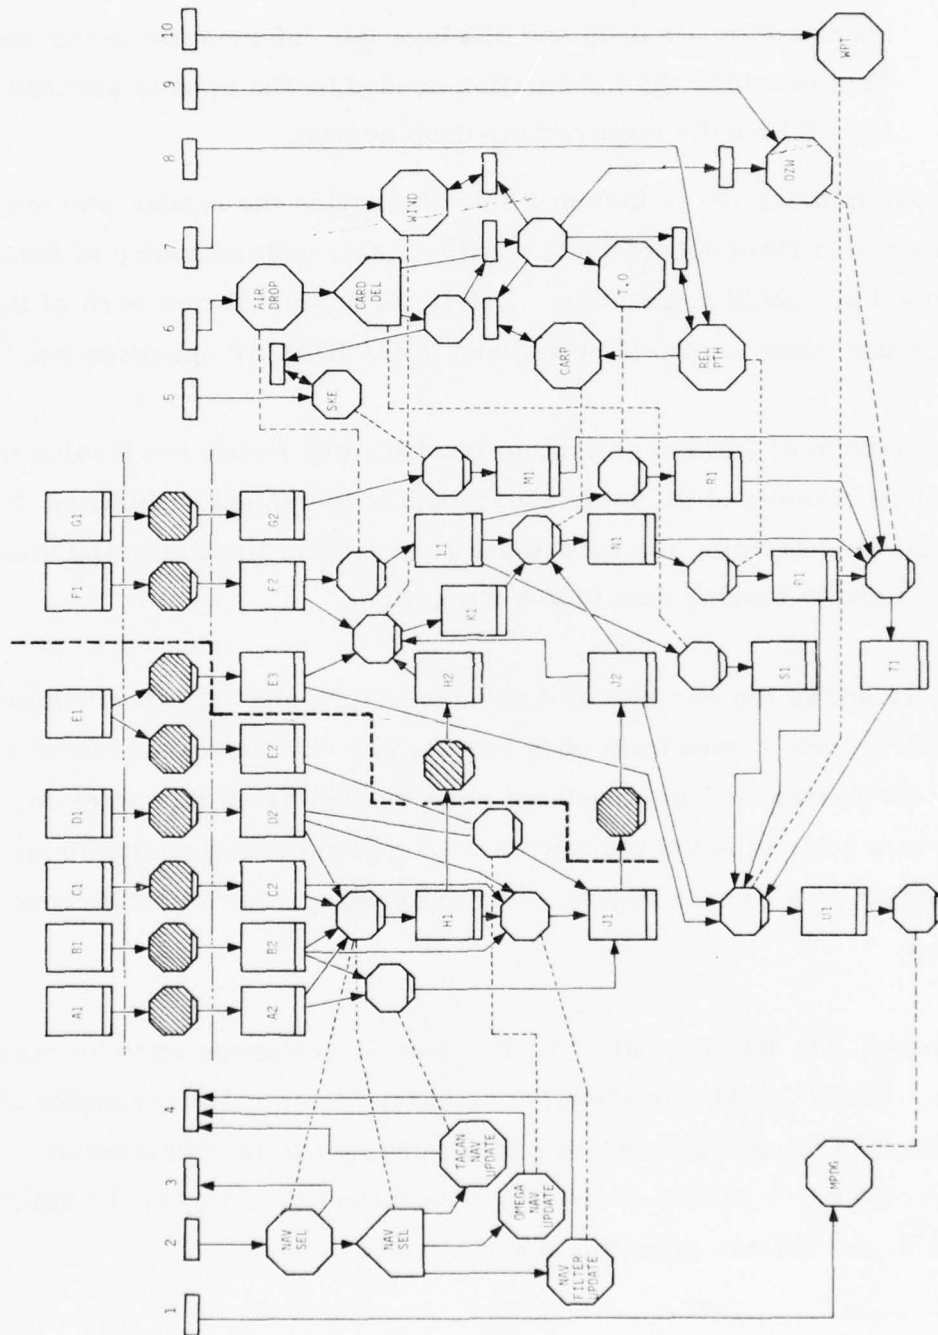 A1 B1 C1 D1 E1 F1 G1
1 2 3 4 5 6 7 8 9 10
A2 B2 C2 D2 E2 E3 F2 G2
NAV
SEL
AIR
DROP
SKE
NAV
SEL
CARD
DEL
WIND
H1
H2
K1
L1
M1
TACAN
NAV
UPDATE
OMEGA
NAV
UPDATE
CARP
NAV
FILTER
UPDATE
J1
J2
N1
R1
REL
PTH
DZW
S1
P1
MPDG
U1
T1
WPT